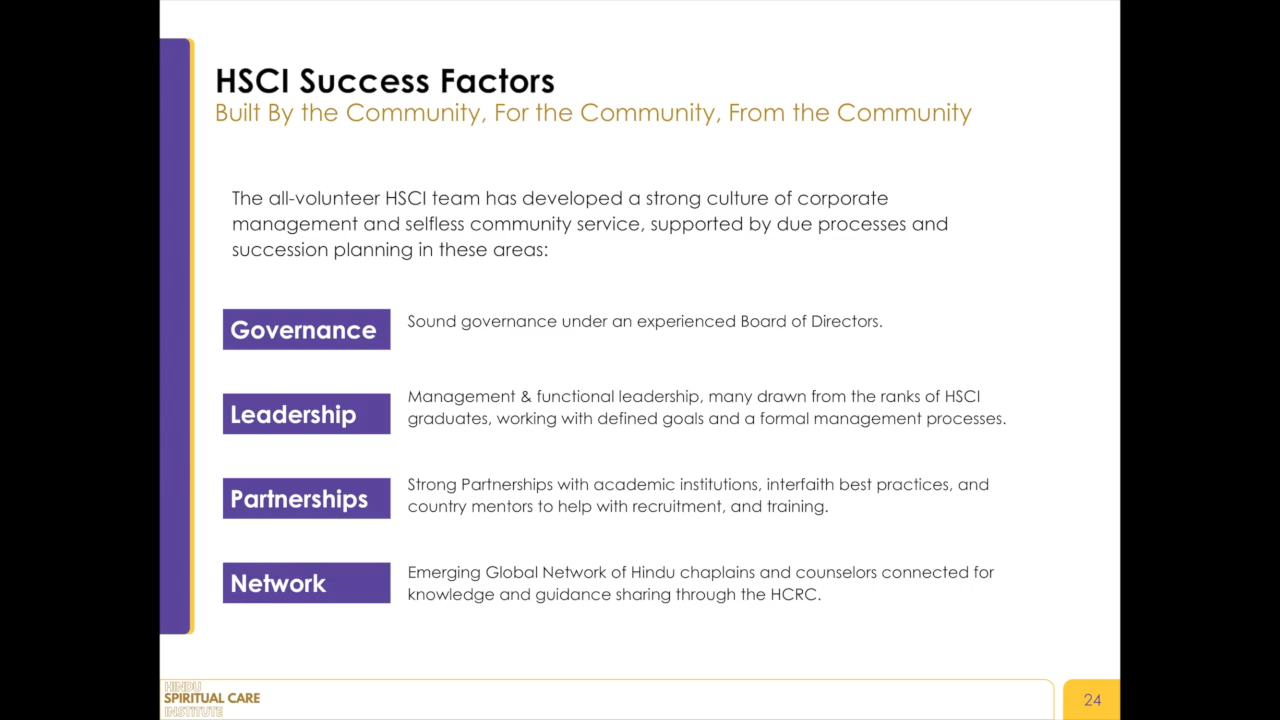 HSCI Success Factors
Built By the Community, For the Community, From the Community
The all-volunteer HSCI team has developed a strong culture of corporate
management and selfless community service, supported by due processes and
succession planning in these areas:
Governance
Sound governance under an experienced Board of Directors.
Leadership
Management & functional leadership, many drawn from the ranks of HSCI
graduates, working with defined goals and a formal management processes.
Partnerships
Strong Partnerships with academic institutions, interfaith best practices, and
country mentors to help with recruitment, and training.
Network
Emerging Global Network of Hindu chaplains and counselors connected for
knowledge and guidance sharing through the HCRC.
HINDU
SPIRITUAL CARE
INSTITUTE
24